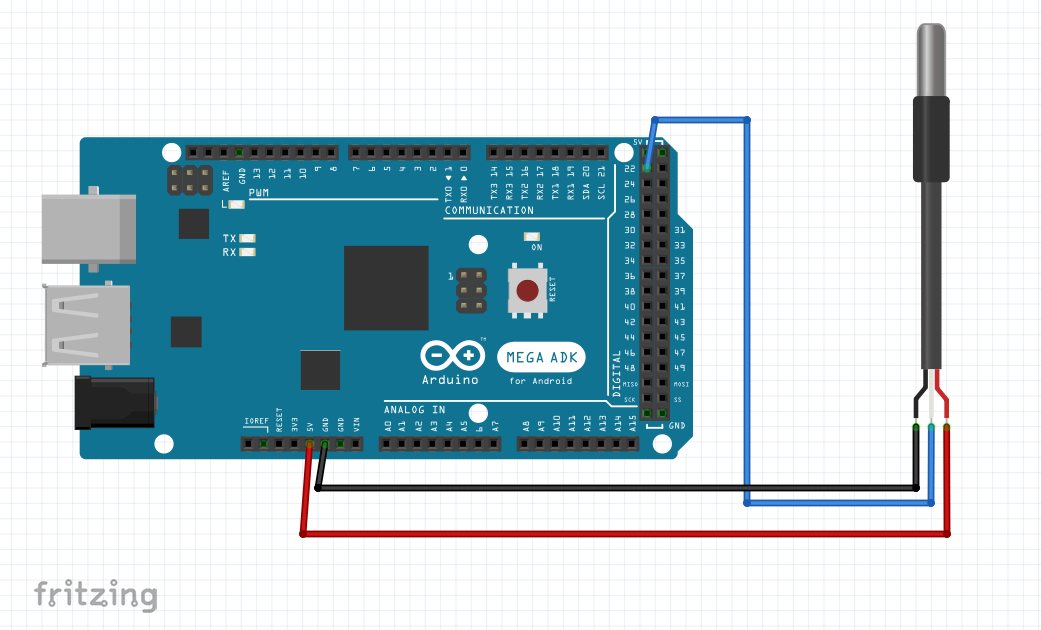 5V
AREF
GND
13
12
11
10
9
8
7
6
5
4
3
2
TX0 ◀ 1
RX0 ▶ 0
TX3 14
RX3 15
TX2 16
RX2 17
TX1 18
RX1 19
SDA 20
SCL 21
PWM
L
COMMUNICATION
TX
RX
ON
1
RESET
22
24
26
28
30 31
32 33
34 35
36 37
38 39
40 41
42 43
44 45
46 47
48 49
MISO MOSI
SCK SS
GND
DIGITAL
MEGA ADK
for Android
Arduino
TM
ANALOG IN
IOREF
RESET
3V3
5V
GND
GND
VIN
A0
A1
A2
A3
A4
A5
A7
A8
A9
A10
A11
A12
A13
A14
A15
fritzing